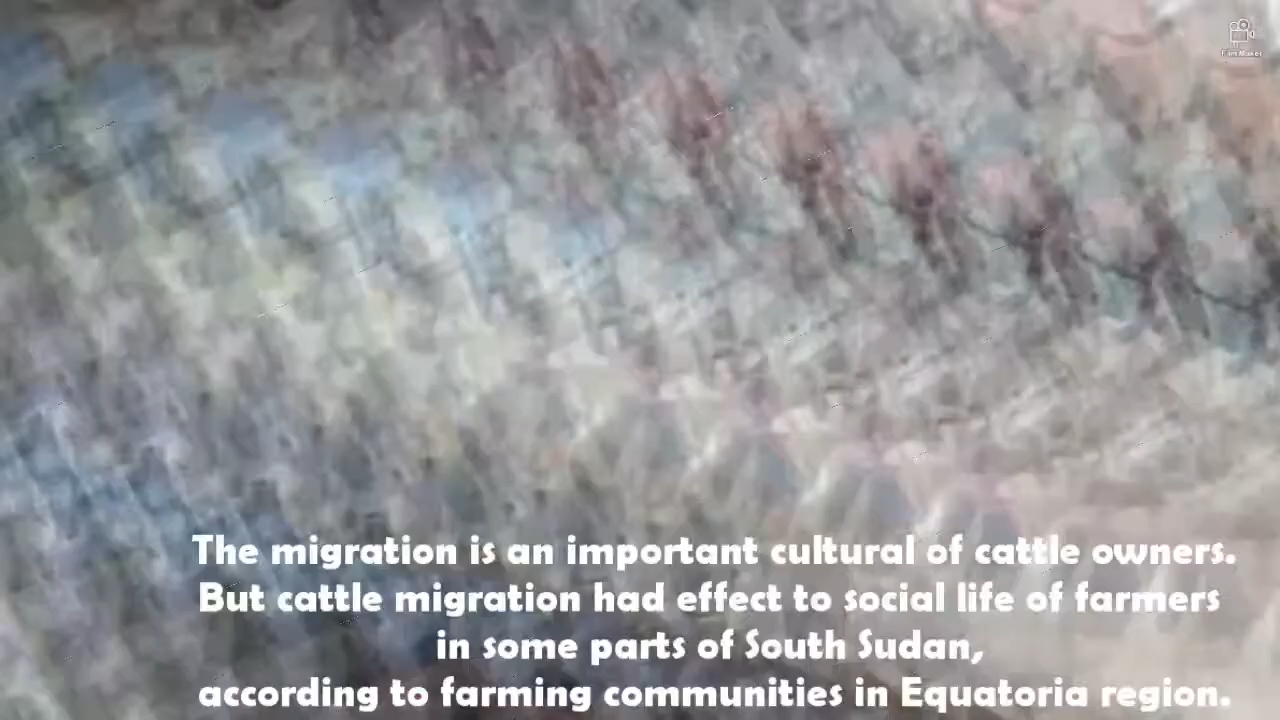 FilmMaker
The migration is an important cultural of cattle owners.
But cattle migration had effect to social life of farmers
in some parts of South Sudan,
according to farming communities in Equatoria region.